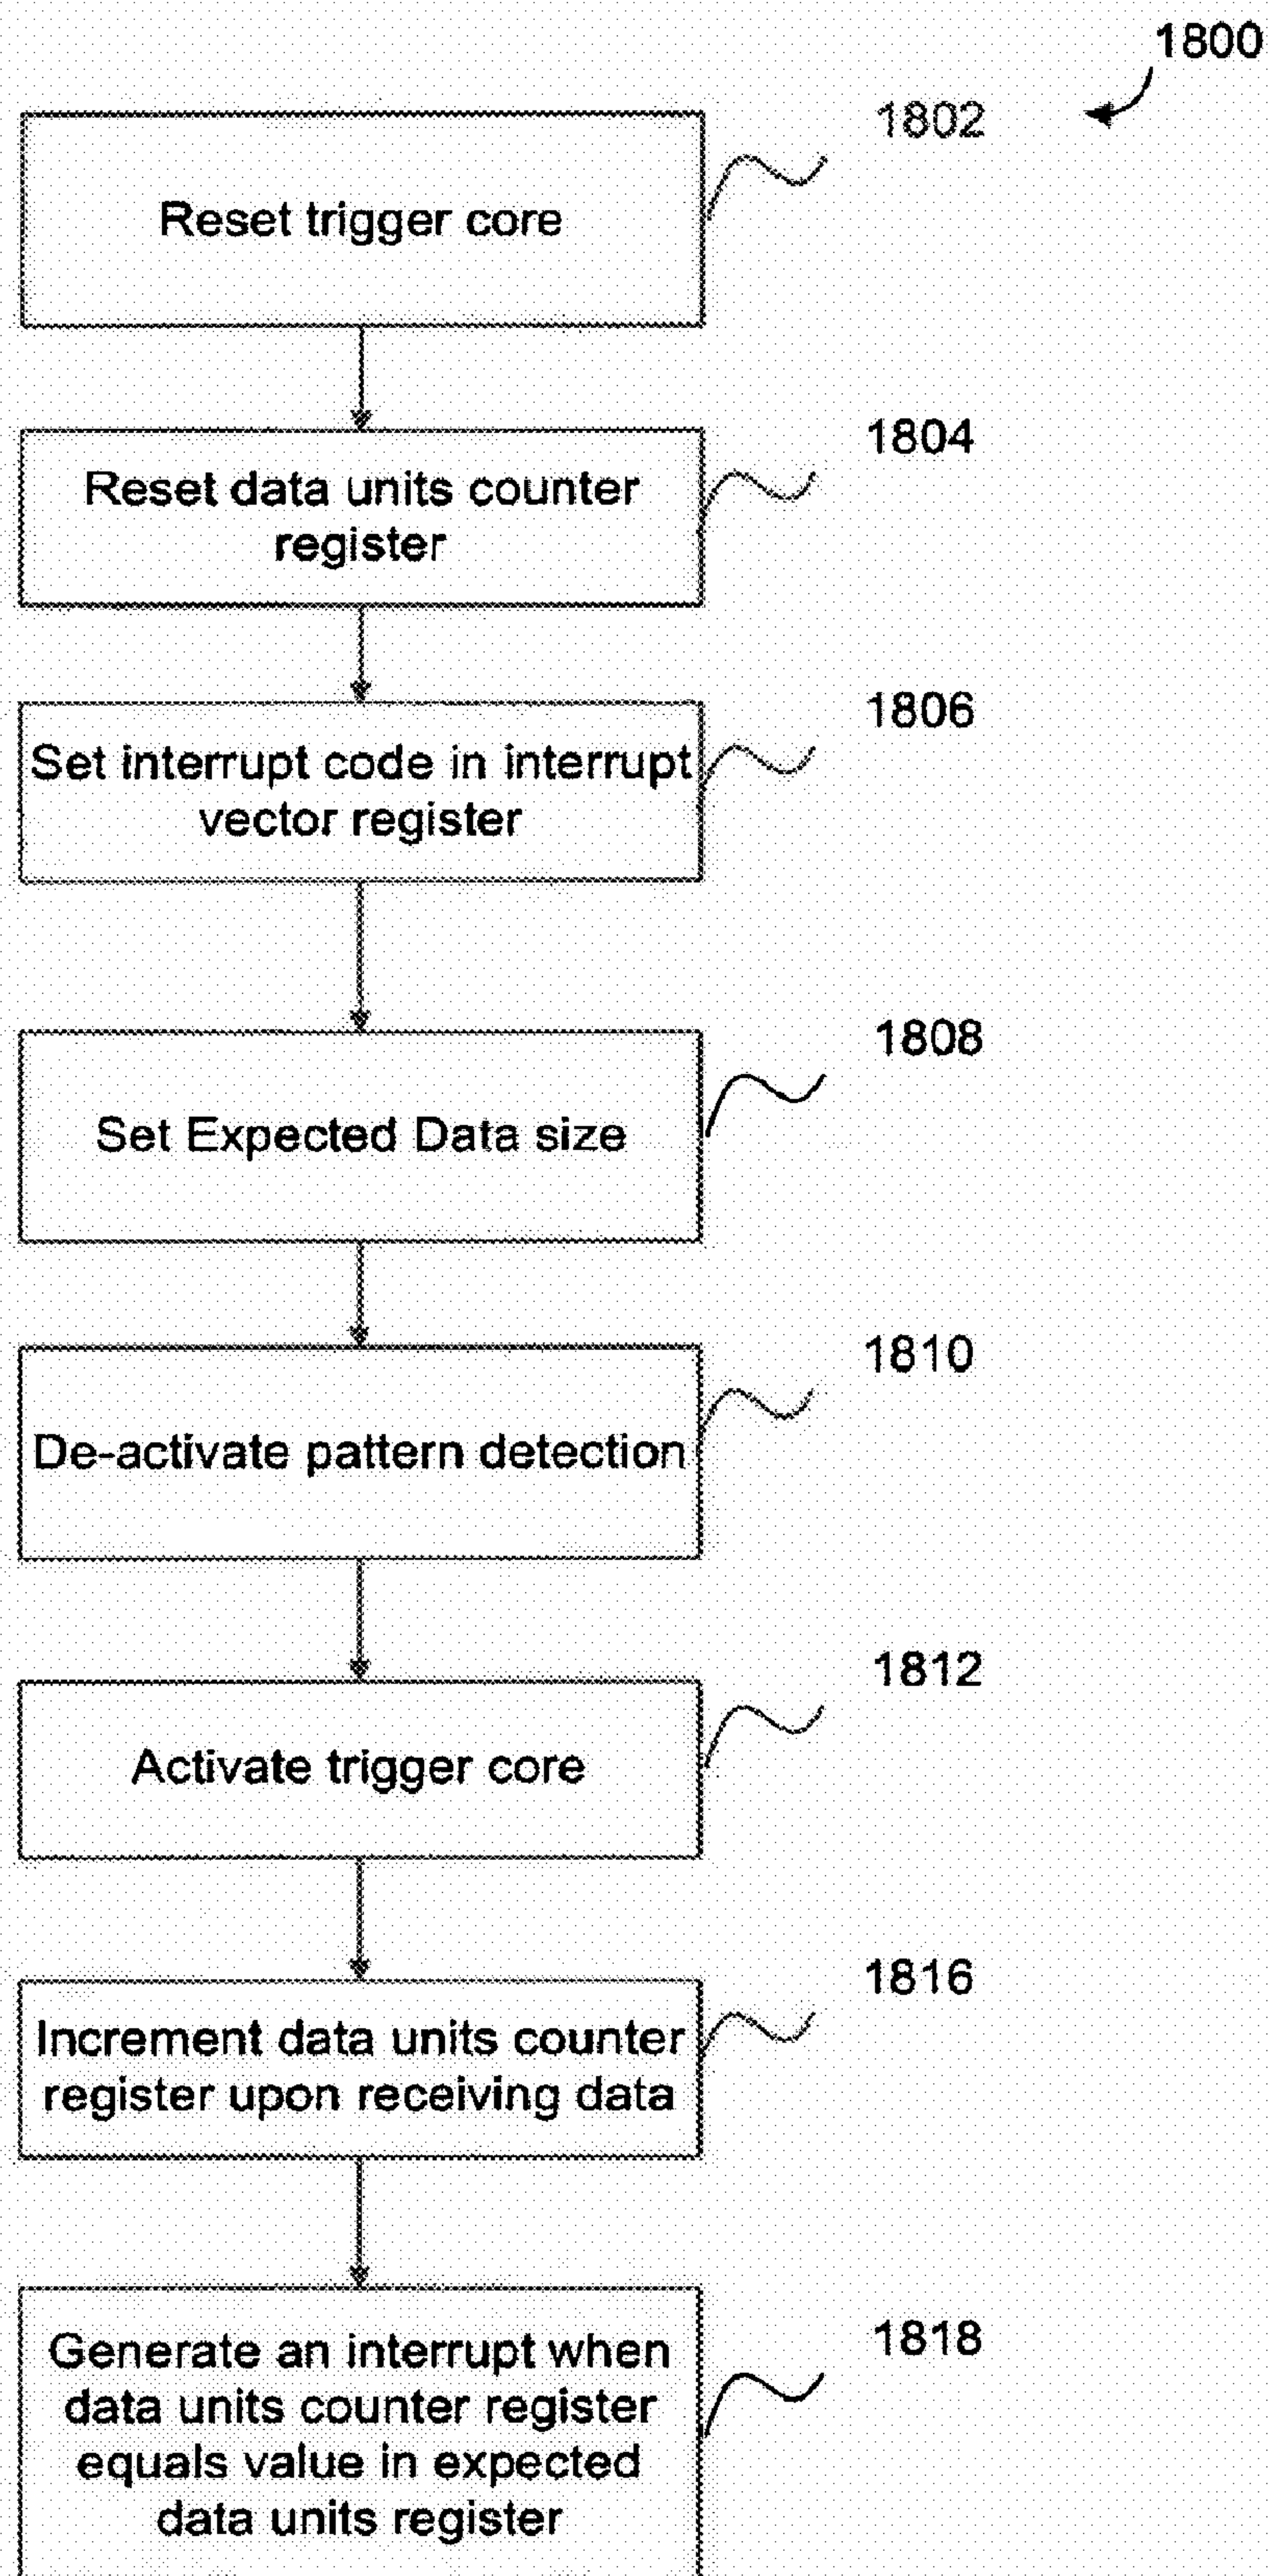 1800
1802
Reset trigger core
1804
Reset data units counter
register
1806
Set interrupt code in interrupt
vector register
1808
Set Expected Data size
1810
De-activate pattern detection
1812
Activate trigger core
1816
Increment data units counter
register upon receiving data
1818
Generate an interrupt when
data units counter register
equals value in expected
data units register